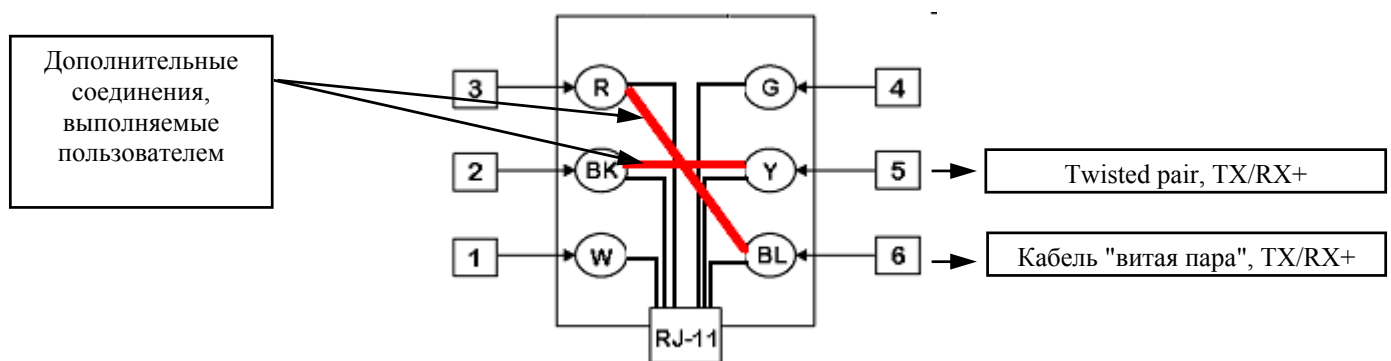 Дополнительные
соединения,
выполняемые
пользователем
3
R
G
4
2
BK
Y
5
Twisted pair, TX/RX+
1
W
BL
6
Кабель "витая пара", TX/RX+
RJ-11